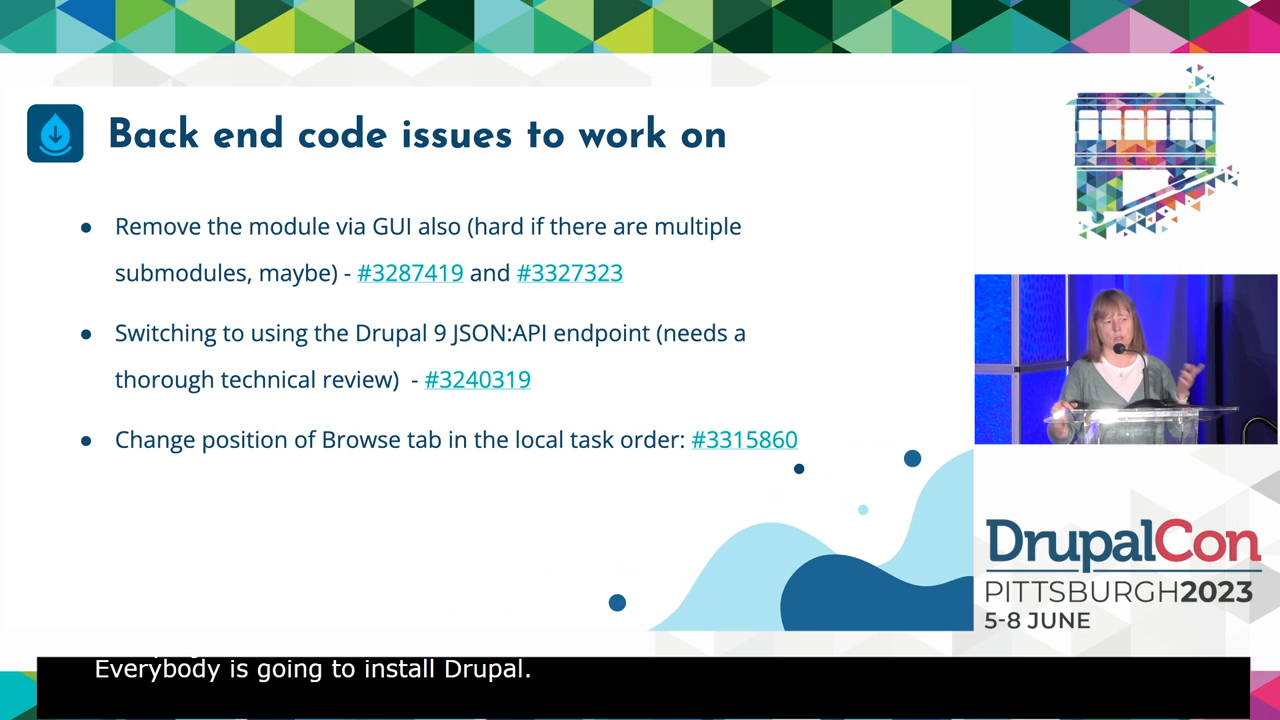 Back end code issues to work on
● Remove the module via GUI also (hard if there are multiple
submodules, maybe) - #3287419 and #3327323
● Switching to using the Drupal 9 JSON:API endpoint (needs a
thorough technical review) - #3240319
● Change position of Browse tab in the local task order: #3315860
DrupalCon
PITTSBURGH2023
5-8 JUNE
Everybody is going to install Drupal.